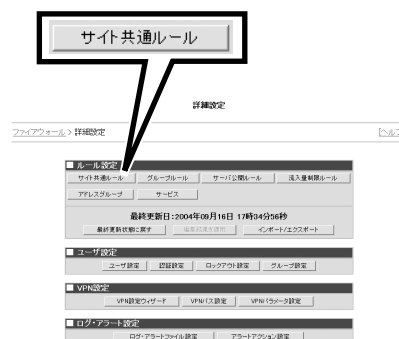 サイト共通ルール
詳細設定
ファイアウォール > 詳細設定 [ヘルプ
■ ルール設定
サイト共通ルール グループルール サーバ公開ルール 流入量制限ルール
アドレスグループ サービス
最終更新日:2004年09月16日 17時34分56秒
最終更新状態に戻す 編集結果を適用 インポート/エクスポート
■ ユーザ設定
ユーザ設定 認証設定 ロックアウト設定 グループ設定
■ VPN設定
VPN設定ウィザード VPNパス設定 VPNパラメータ設定
■ ログ・アラート設定
ログ・アラートファイル設定 アラートアクション設定